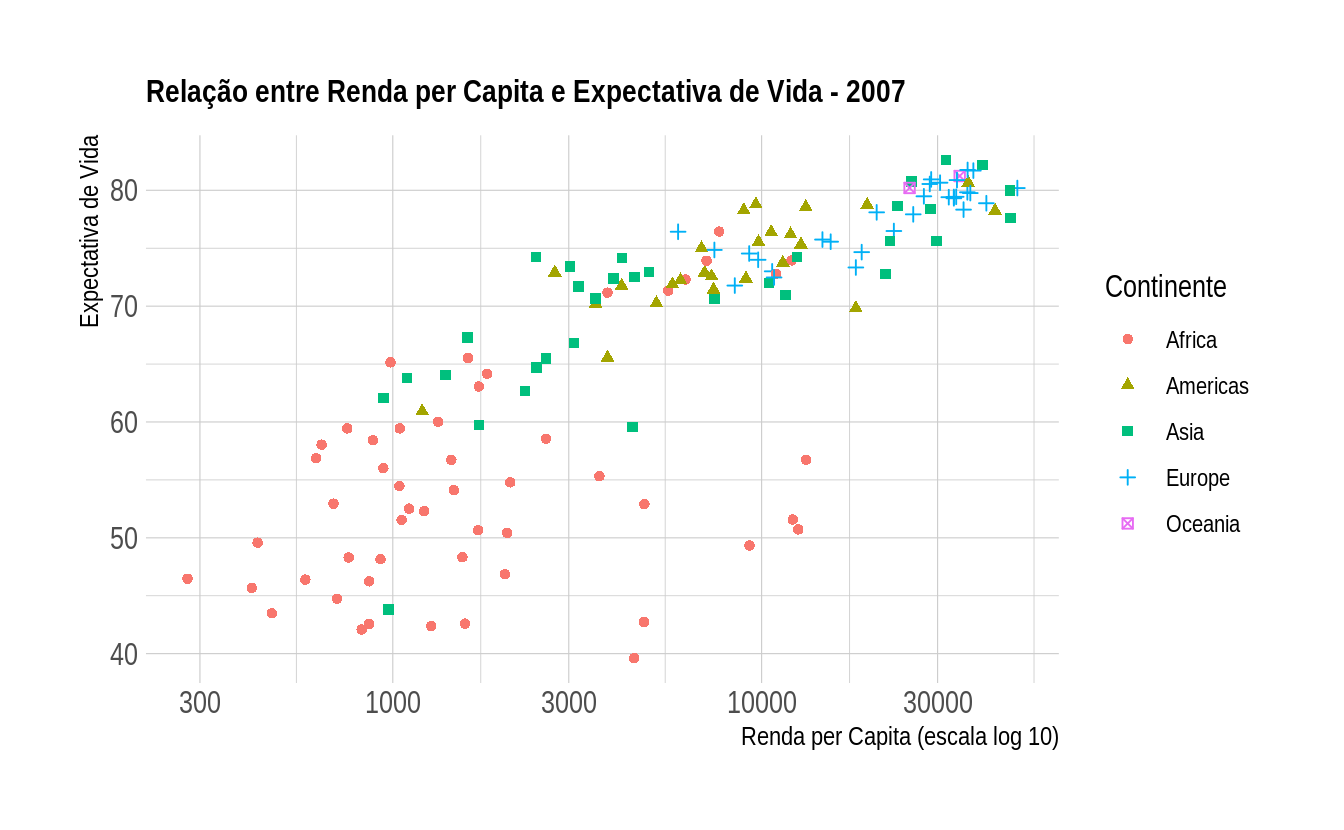 Relação entre Renda per Capita e Expectativa de Vida - 2007
Expectativa de Vida
80
70
60
50
40
300
1000
3000
10000
30000
Renda per Capita (escala log 10)
Continente
Africa
Americas
Asia
Europe
Oceania